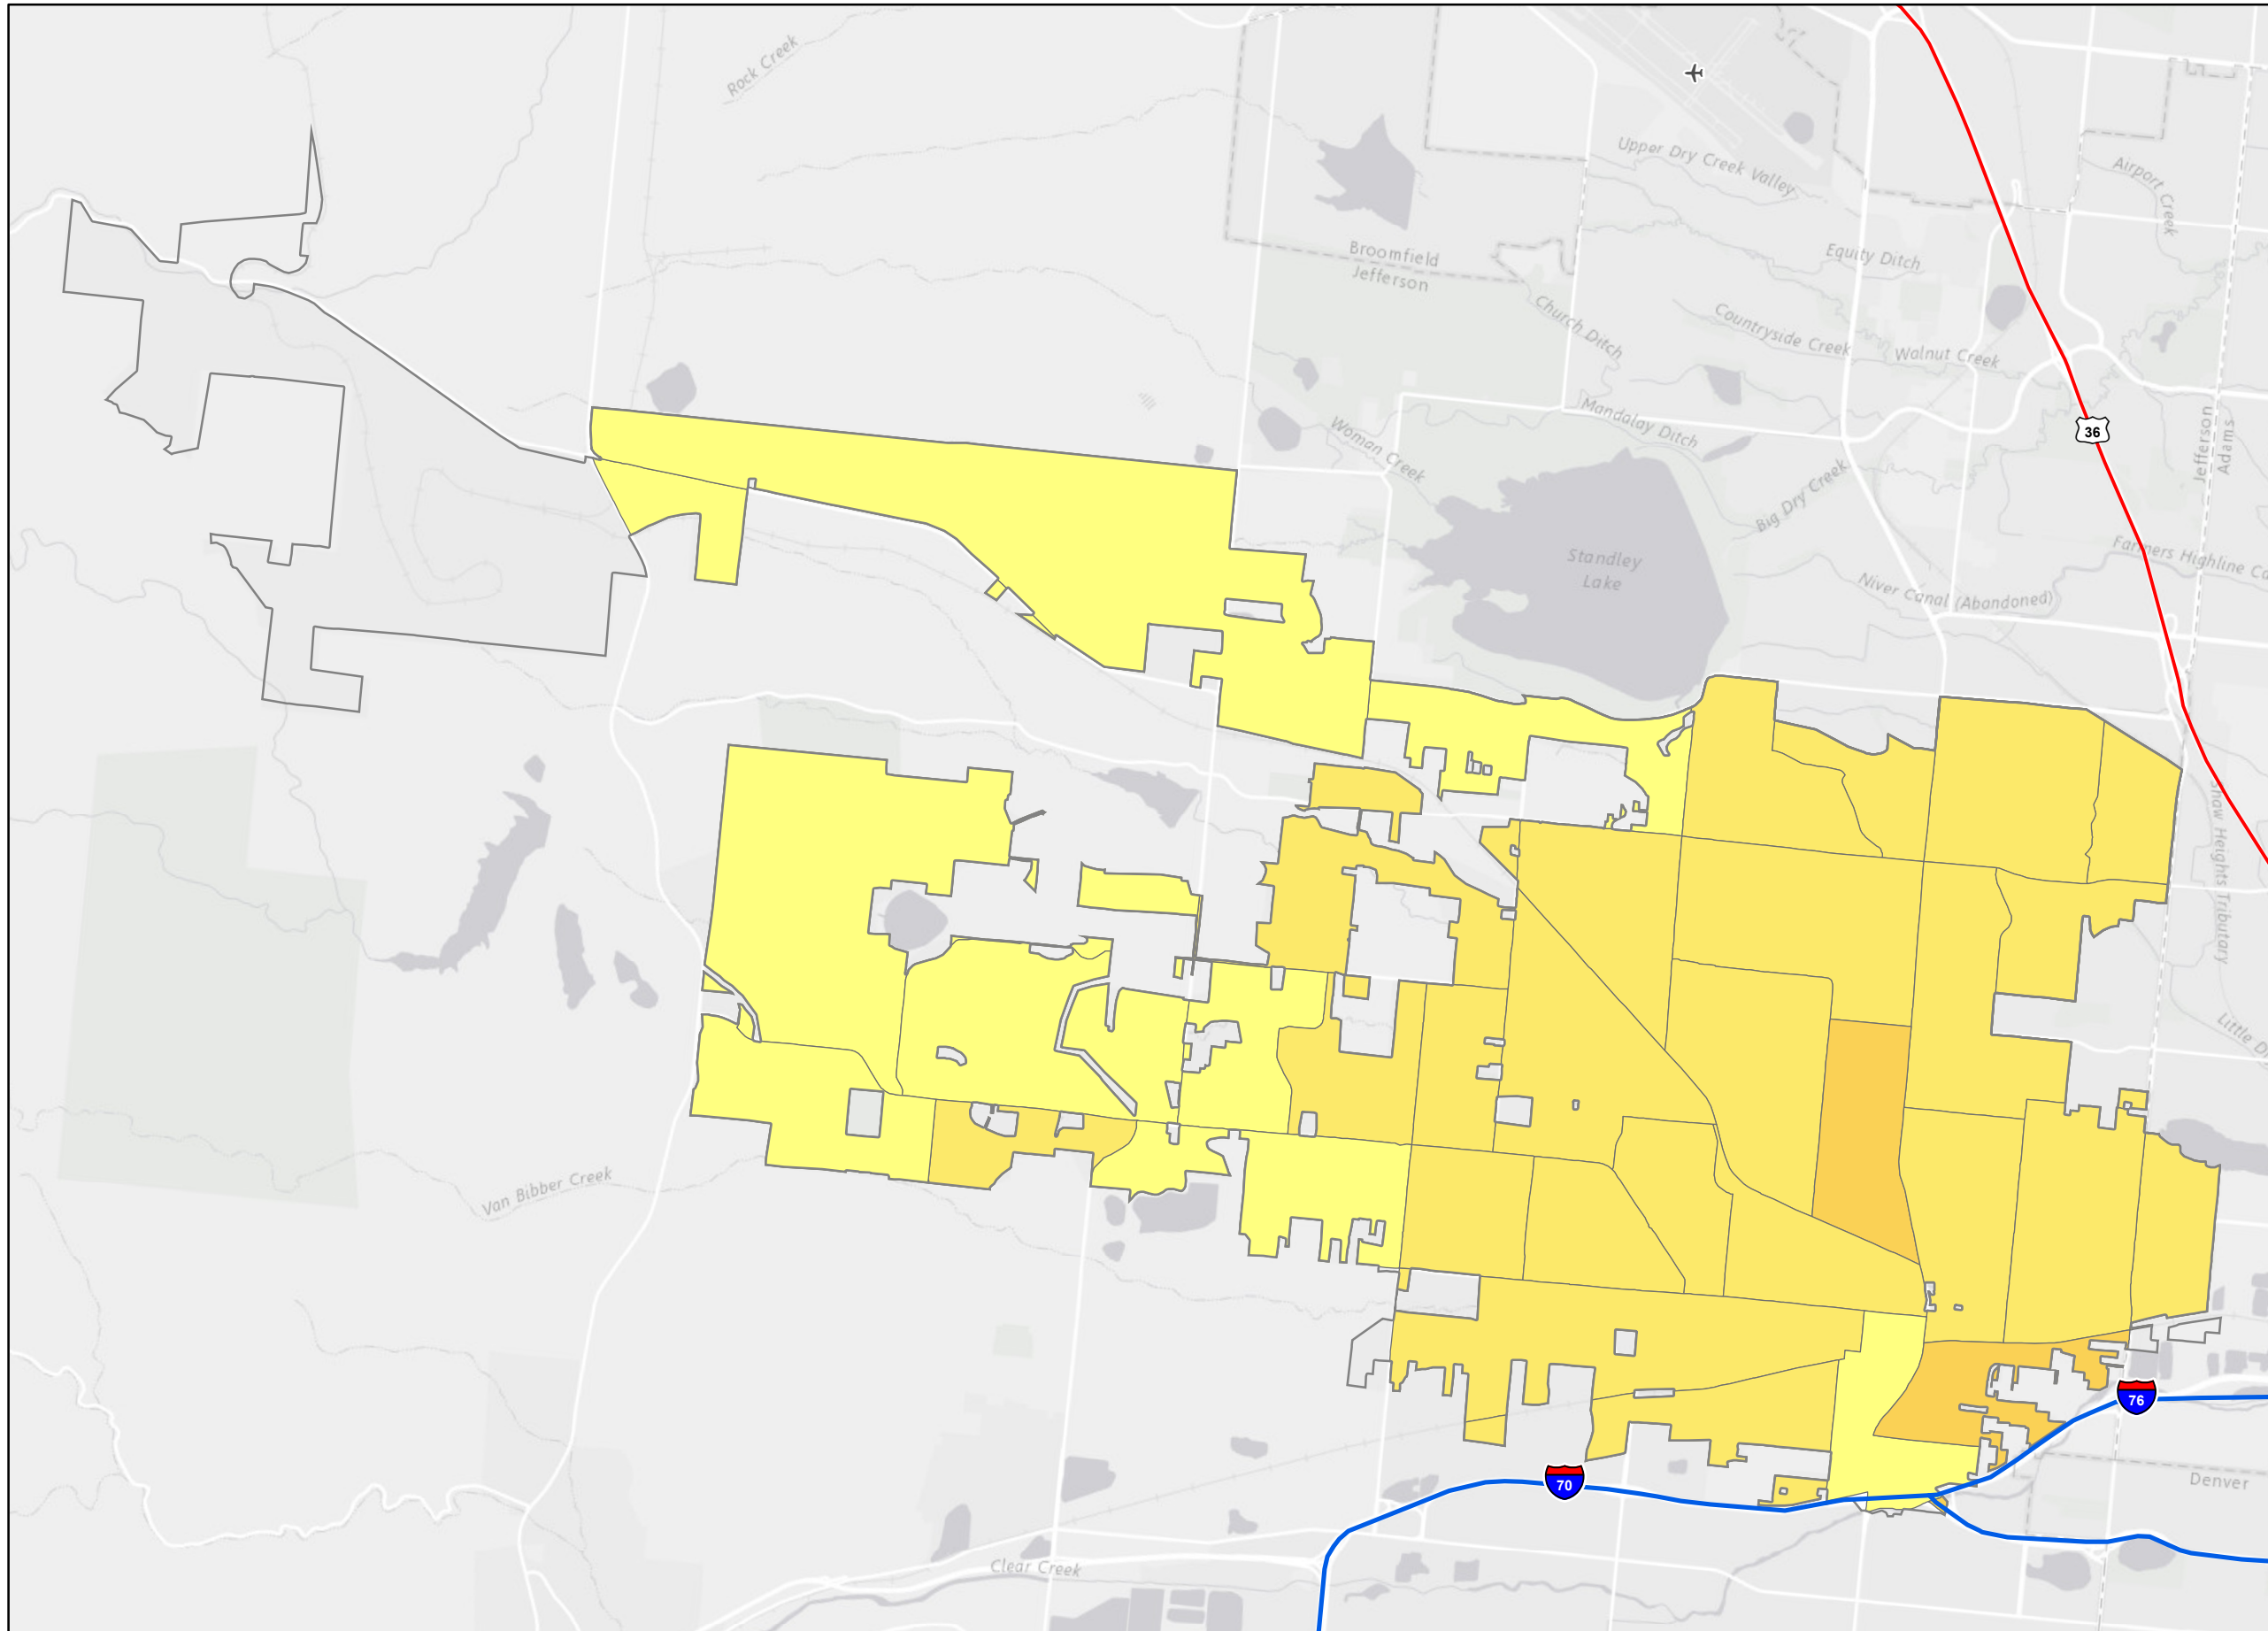 Rock Creek
Upper Dry Creek Valley
Airport
Creek
Broomfield
Jefferson
Equity Ditch
Church Ditch
Countryside Creek
Walnut Creek
Woman Creek
Mandalay Ditch
36
Jefferson
Adams
Big Dry Creek
Standley
Lake
Farmers Highline Ca
Niver Canal (Abandoned)
Shaw Heights Tributary
Little D
Van Bibber Creek
76
70
Denver
Clear Creek